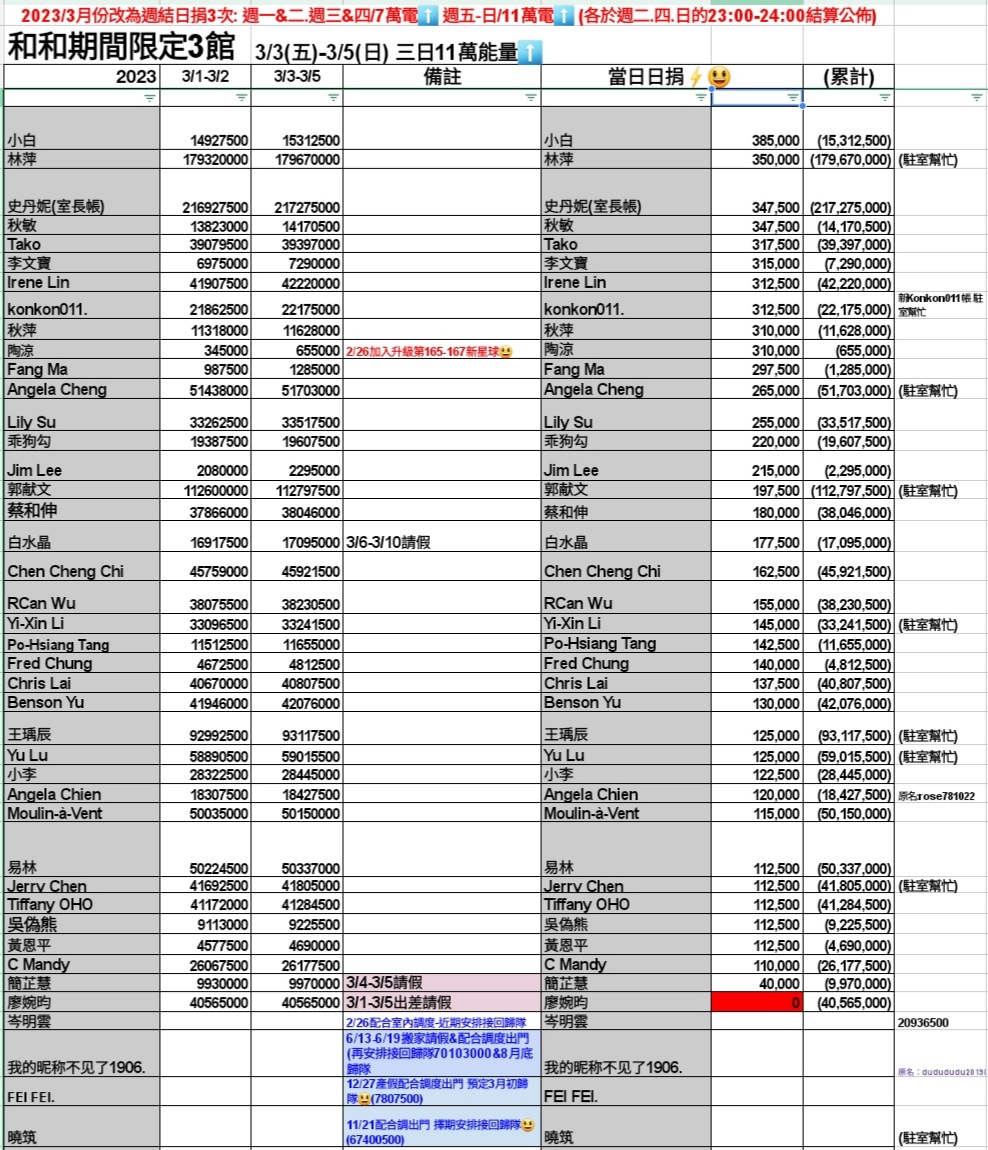 2023/3月份改為週結日捐3次: 週一&二.週三&四/7萬電⬆️ 週五-日/11萬電⬆️ (各於週二.四.日的23:00-24:00結算公佈)
和和期間限定3館 3/3(五)-3/5(日) 三日11萬能量⬆️
2023 3/1-3/2 3/3-3/5 備註 當日日捐⚡😃 (累計)
小白 14927500 15312500 小白 385,000 (15,312,500)
林萍 179320000 179670000 林萍 350,000 (179,670,000) (駐室幫忙)
史丹妮(室長帳) 216927500 217275000 史丹妮(室長帳) 347,500 (217,275,000)
秋敏 13823000 14170500 秋敏 347,500 (14,170,500)
Tako 39079500 39397000 Tako 317,500 (39,397,000)
李文寶 6975000 7290000 李文寶 315,000 (7,290,000)
Irene Lin 41907500 42220000 Irene Lin 312,500 (42,220,000)
konkon011. 21862500 22175000 konkon011. 312,500 (22,175,000) 新Konkon011帳 駐
室幫忙
秋萍 11318000 11628000 秋萍 310,000 (11,628,000)
陶涼 345000 655000 2/26加入升級第165-167新星球😃 陶涼 310,000 (655,000)
Fang Ma 987500 1285000 Fang Ma 297,500 (1,285,000)
Angela Cheng 51438000 51703000 Angela Cheng 265,000 (51,703,000) (駐室幫忙)
Lily Su 33262500 33517500 Lily Su 255,000 (33,517,500)
乖狗勾 19387500 19607500 乖狗勾 220,000 (19,607,500)
Jim Lee 2080000 2295000 Jim Lee 215,000 (2,295,000)
郭献文 112600000 112797500 郭献文 197,500 (112,797,500) (駐室幫忙)
蔡和伸 37866000 38046000 蔡和伸 180,000 (38,046,000)
白水晶 16917500 17095000 3/6-3/10請假 白水晶 177,500 (17,095,000)
Chen Cheng Chi 45759000 45921500 Chen Cheng Chi 162,500 (45,921,500)
RCan Wu 38075500 38230500 RCan Wu 155,000 (38,230,500)
Yi-Xin Li 33096500 33241500 Yi-Xin Li 145,000 (33,241,500) (駐室幫忙)
Po-Hsiang Tang 11512500 11655000 Po-Hsiang Tang 142,500 (11,655,000)
Fred Chung 4672500 4812500 Fred Chung 140,000 (4,812,500)
Chris Lai 40670000 40807500 Chris Lai 137,500 (40,807,500)
Benson Yu 41946000 42076000 Benson Yu 130,000 (42,076,000)
王瑀辰 92992500 93117500 王瑀辰 125,000 (93,117,500) (駐室幫忙)
Yu Lu 58890500 59015500 Yu Lu 125,000 (59,015,500) (駐室幫忙)
小李 28322500 28445000 小李 122,500 (28,445,000)
Angela Chien 18307500 18427500 Angela Chien 120,000 (18,427,500) 原名:rose781022
Moulin-à-Vent 50035000 50150000 Moulin-à-Vent 115,000 (50,150,000)
易林 50224500 50337000 易林 112,500 (50,337,000)
Jerry Chen 41692500 41805000 Jerry Chen 112,500 (41,805,000) (駐室幫忙)
Tiffany OHO 41172000 41284500 Tiffany OHO 112,500 (41,284,500)
吳偽熊 9113000 9225500 吳偽熊 112,500 (9,225,500)
黃恩平 4577500 4690000 黃恩平 112,500 (4,690,000)
C Mandy 26067500 26177500 C Mandy 110,000 (26,177,500)
簡芷慧 9930000 9970000 3/4-3/5請假 簡芷慧 40,000 (9,970,000)
廖婉昀 40565000 40565000 3/1-3/5出差請假 廖婉昀 0 (40,565,000)
岑明雲 2/26配合室內調度-近期安排接回歸隊 岑明雲 20936500
我的昵称不见了1906. 6/13-6/19搬家請假&配合調度出門
(再安排接回歸隊70103000&8月底
歸隊 我的昵称不见了1906. 原名：dudududu2019
FEI FEI. 12/27產假配合調度出門 預定3月初歸
隊😃(7807500) FEI FEI.
曉筑 11/21配合調出門 擇期安排接回歸隊😃
(67400500) 曉筑 (駐室幫忙)